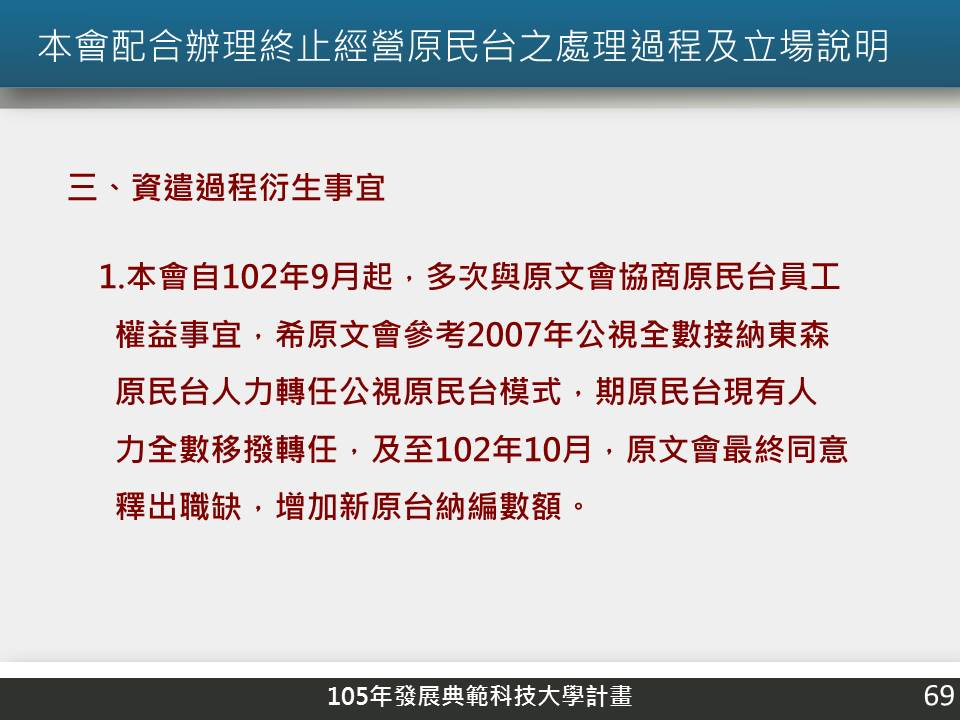 本會配合辦理終止經營原民台之處理過程及立場說明
三、資遣過程衍生事宜
1.本會自102年9月起，多次與原文會協商原民台員工
權益事宜，希原文會參考2007年公視全數接納東森
原民台人力轉任公視原民台模式，期原民台現有人
力全數移撥轉任，及至102年10月，原文會最終同意
釋出職缺，增加新原台納編數額。
105年發展典範科技大學計畫
69